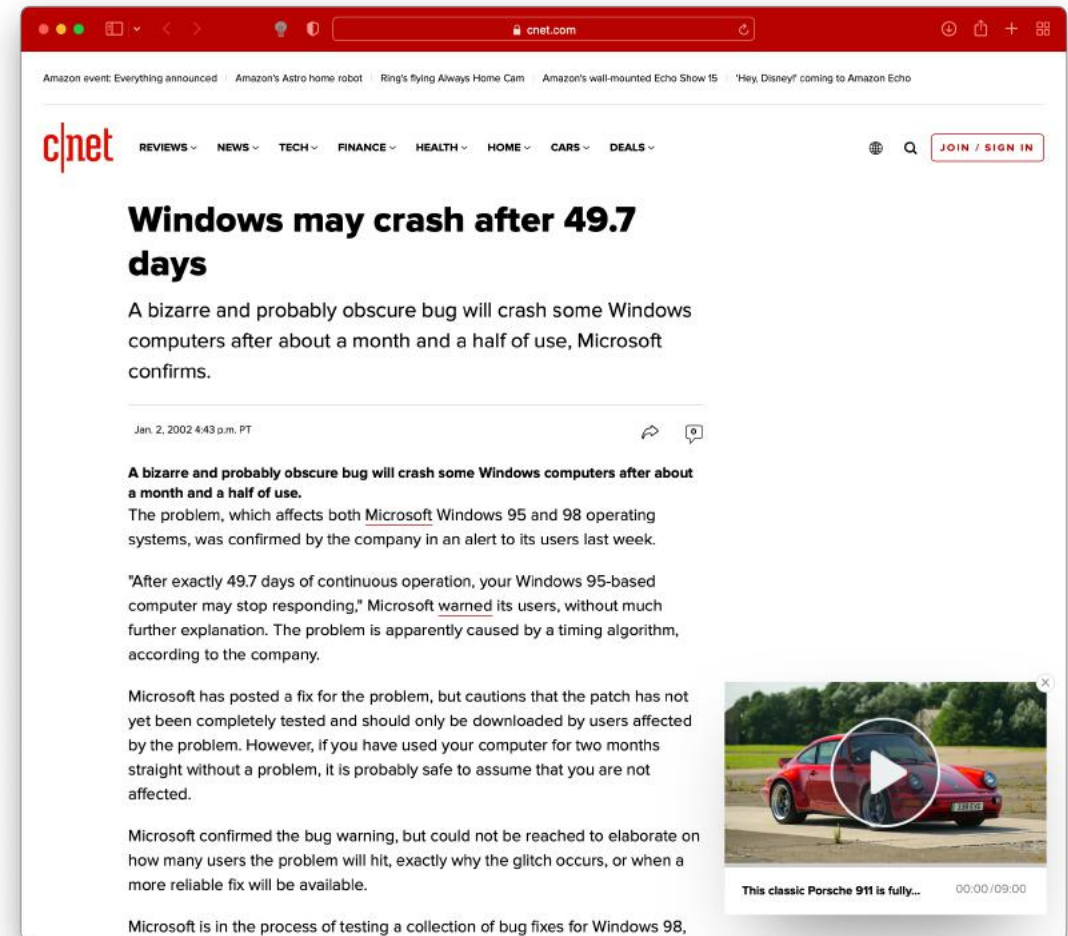 cnet.com
Amazon event: Everything announced Amazon's Astro home robot Ring's flying Always Home Cam Amazon's wall-mounted Echo Show 15 'Hey, Disney!' coming to Amazon Echo
c|net REVIEWS NEWS TECH FINANCE HEALTH HOME CARS DEALS JOIN / SIGN IN
Windows may crash after 49.7
days
A bizarre and probably obscure bug will crash some Windows
computers after about a month and a half of use, Microsoft
confirms.
Jan. 2, 2002 4:43 p.m. PT
0
A bizarre and probably obscure bug will crash some Windows computers after about
a month and a half of use.
The problem, which affects both Microsoft Windows 95 and 98 operating
systems, was confirmed by the company in an alert to its users last week.
"After exactly 49.7 days of continuous operation, your Windows 95-based
computer may stop responding," Microsoft warned its users, without much
further explanation. The problem is apparently caused by a timing algorithm,
according to the company.
Microsoft has posted a fix for the problem, but cautions that the patch has not
yet been completely tested and should only be downloaded by users affected
by the problem. However, if you have used your computer for two months
straight without a problem, it is probably safe to assume that you are not
affected.
Microsoft confirmed the bug warning, but could not be reached to elaborate on
how many users the problem will hit, exactly why the glitch occurs, or when a
more reliable fix will be available.
Microsoft is in the process of testing a collection of bug fixes for Windows 98,
This classic Porsche 911 is fully... 00:00/09:00